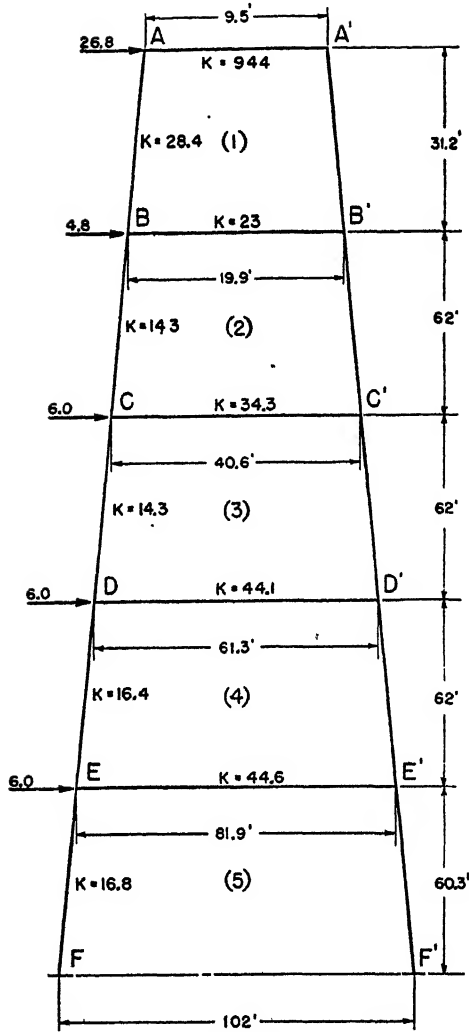 9.5'
26.8 A A'
K = 944
K = 28.4 (1) 31.2'
4.8 B K = 23 B'
19.9'
K = 14.3 (2) 62'
6.0 C K = 34.3 C'
40.6'
K = 14.3 (3) 62'
6.0 D K = 44.1 D'
61.3'
K = 16.4 (4) 62'
6.0 E K = 44.6 E'
81.9'
K = 16.8 (5) 60.3'
F F'
102'